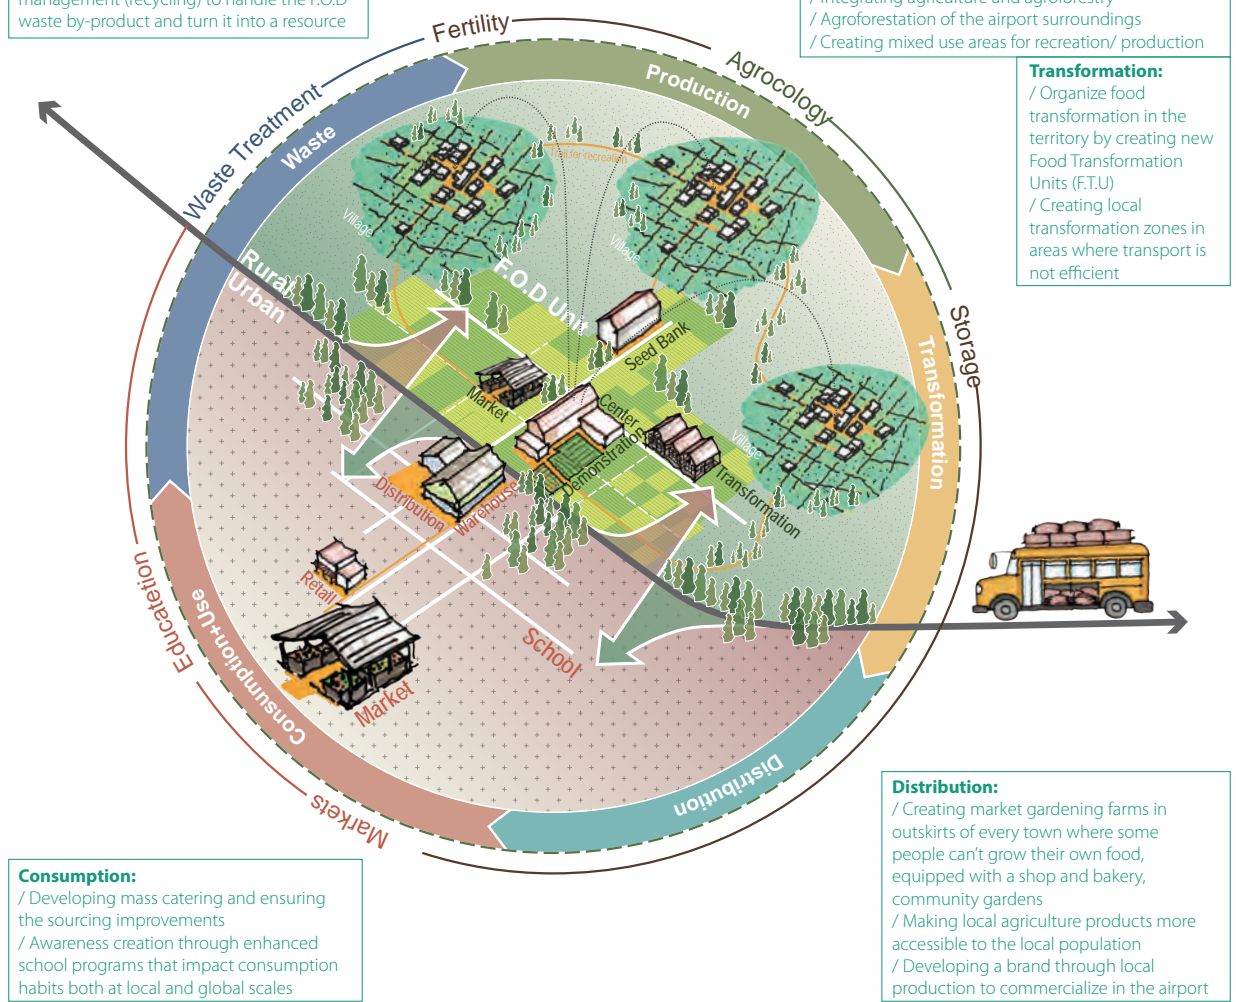 management (recycling) to handle the F.O.D
waste by-product and turn it into a resource
/ Integrating agriculture and agroforestry
/ Agroforestation of the airport surroundings
/ Creating mixed use areas for recreation/ production
Transformation:
/ Organize food
transformation in the
territory by creating new
Food Transformation
Units (F.T.U)
/ Creating local
transformation zones in
areas where transport is
not efficient
Fertility
Agrocology
Storage
Waste Treatment
Educatetion
Markets
Waste
Production
Transformation
Distribution
Consumption+Use
Rural
Urban
F.O.D Unit
Trail for recreation
Village
Village
Village
Seed Bank
Market
Center
Demonstration
Transformation
Distribution
Warehouse
Retail
Market
School
Distribution:
/ Creating market gardening farms in
outskirts of every town where some
people can't grow their own food,
equipped with a shop and bakery,
community gardens
/ Making local agriculture products more
accessible to the local population
/ Developing a brand through local
production to commercialize in the airport
Consumption:
/ Developing mass catering and ensuring
the sourcing improvements
/ Awareness creation through enhanced
school programs that impact consumption
habits both at local and global scales